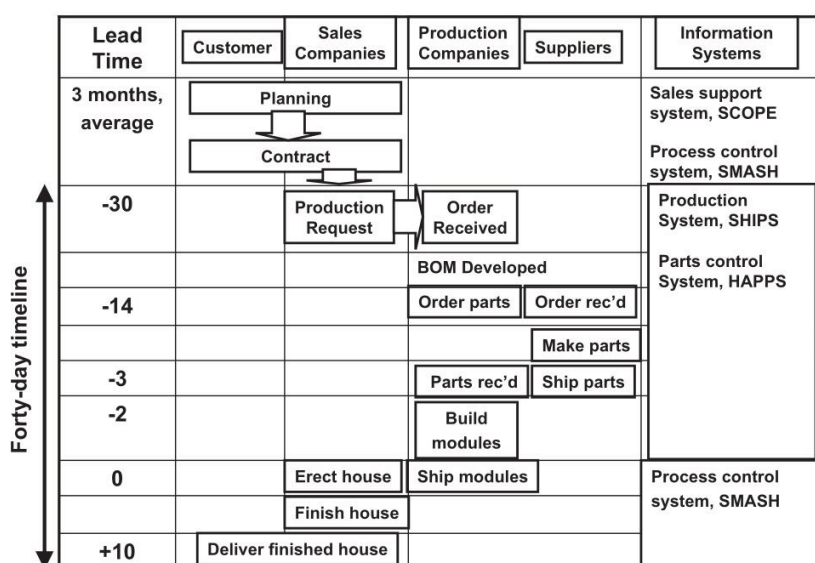 Lead
Time
Customer
Sales
Companies
Production
Companies
Suppliers
Information
Systems
3 months,
average
Planning
Contract
Sales support
system, SCOPE
Process control
system, SMASH
Forty-day timeline
-30
Production
Request
Order
Received
Production
System, SHIPS
BOM Developed
Parts control
System, HAPPS
-14
Order parts
Order rec'd
Make parts
-3
Parts rec'd
Ship parts
-2
Build
modules
0
Erect house
Ship modules
Process control
system, SMASH
Finish house
+10
Deliver finished house